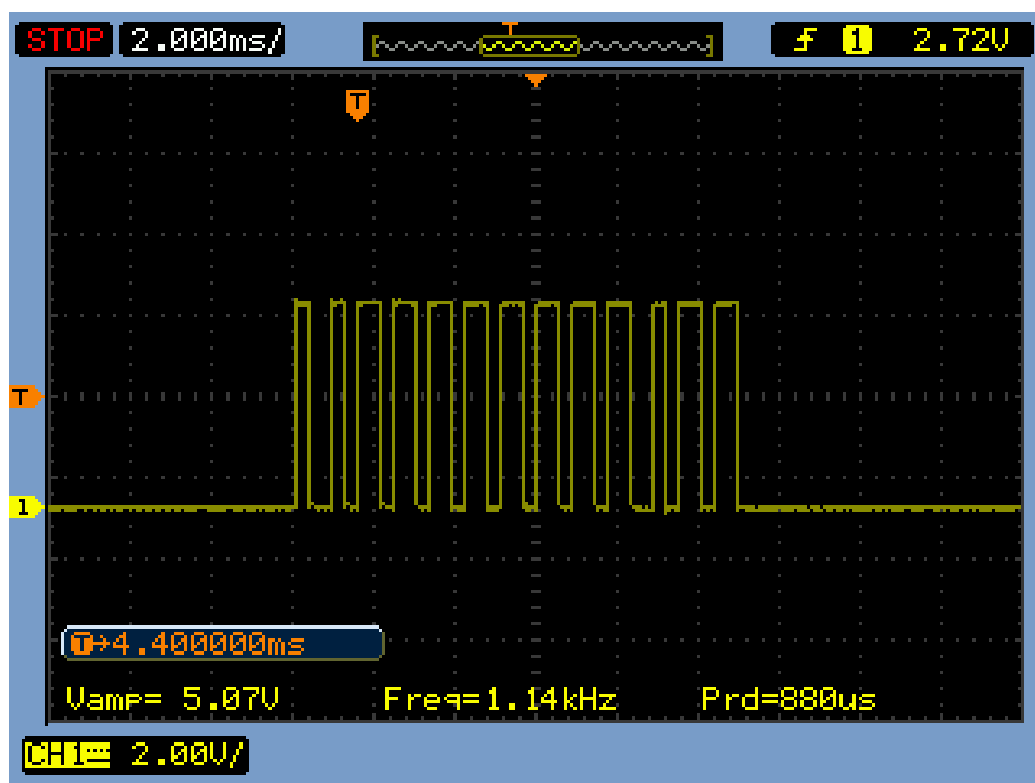 STOP 2.000ms/ T 1 2.72V
T
T
1
T→4.400000ms
Vamp= 5.07V Freq=1.14kHz Prd=880us
CH1 2.00V/